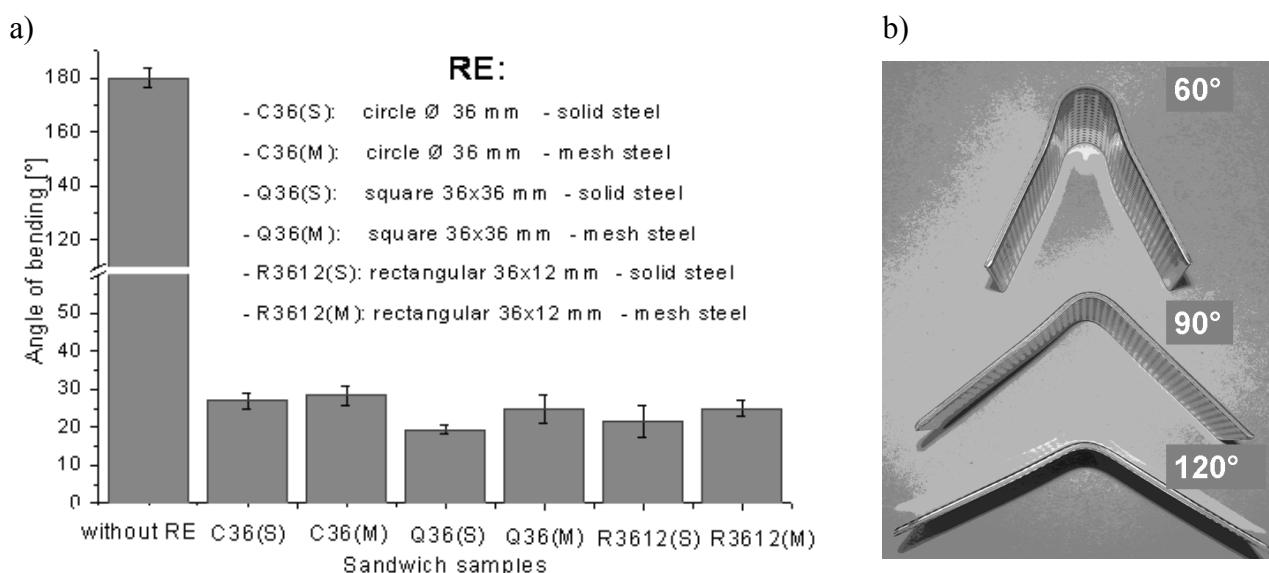 a)
b)
RE:
- C36(S): circle Ø 36 mm - solid steel
- C36(M): circle Ø 36 mm - mesh steel
- Q36(S): square 36x36 mm - solid steel
- Q36(M): square 36x36 mm - mesh steel
- R3612(S): rectangular 36x12 mm - solid steel
- R3612(M): rectangular 36x12 mm - mesh steel
Angle of bending [°]
180
160
140
120
50
40
30
20
10
0
without RE C36(S) C36(M) Q36(S) Q36(M) R3612(S) R3612(M)
Sandwich samples
60°
90°
120°